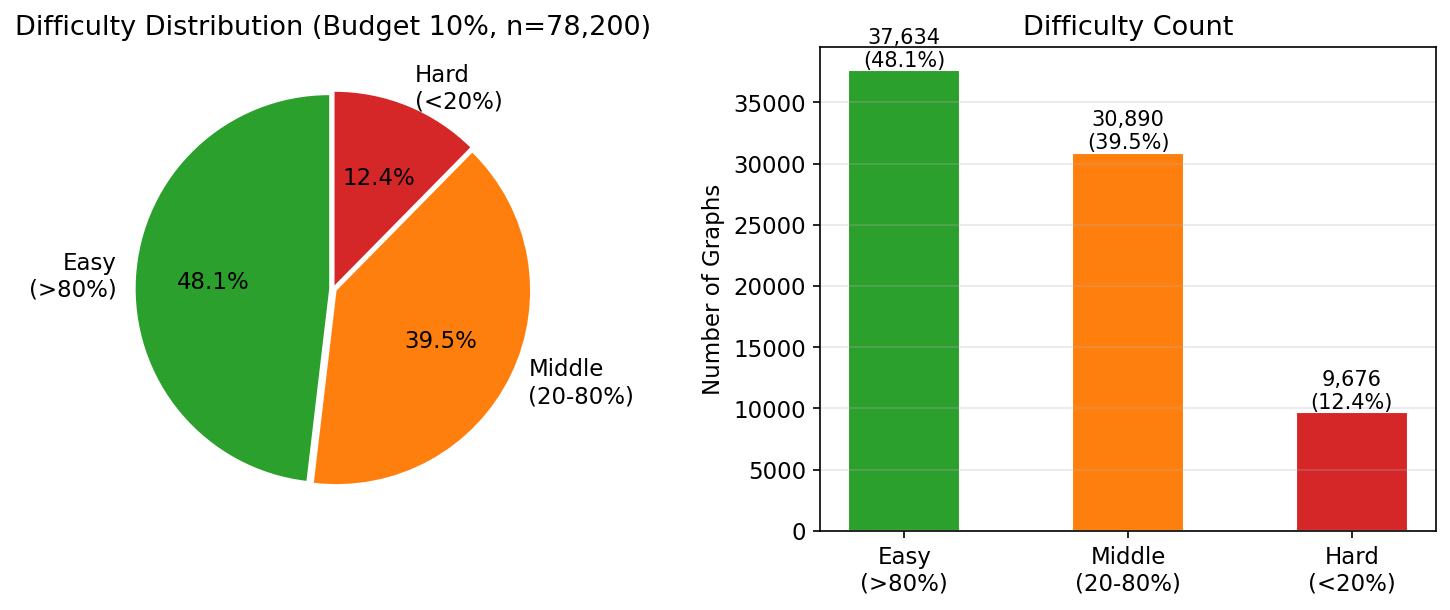 Difficulty Distribution (Budget 10%, n=78,200)
Hard
(<20%)
12.4%
Easy
(>80%)
48.1%
39.5%
Middle
(20-80%)
Difficulty Count
37,634
(48.1%)
30,890
(39.5%)
9,676
(12.4%)
Number of Graphs
35000
30000
25000
20000
15000
10000
5000
0
Easy
(>80%)
Middle
(20-80%)
Hard
(<20%)